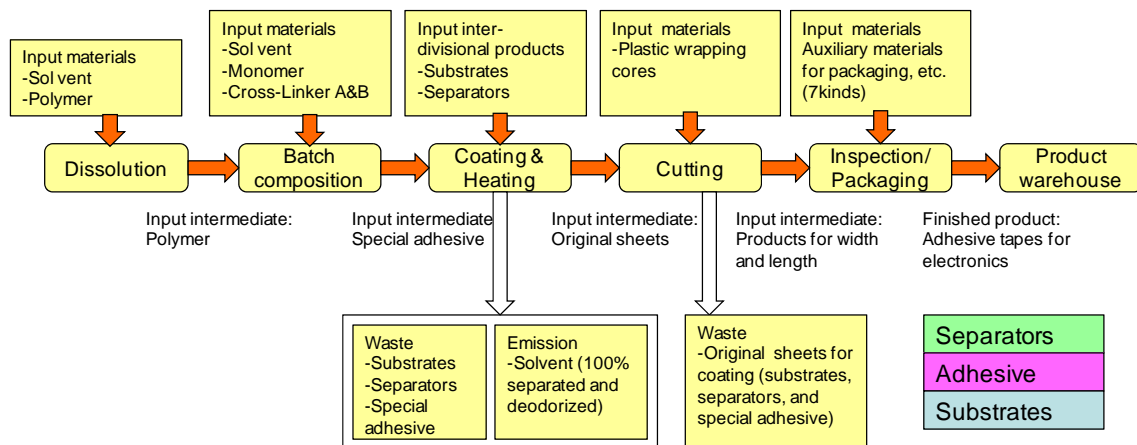 Input materials
-Sol vent
-Polymer
Input materials
-Sol vent
-Monomer
-Cross-Linker A&B
Input inter-
divisional products
-Substrates
-Separators
Input materials
-Plastic wrapping
cores
Input materials
Auxiliary materials
for packaging, etc.
(7kinds)
Dissolution
Batch
composition
Coating &
Heating
Cutting
Inspection/
Packaging
Product
warehouse
Input intermediate:
Polymer
Input intermediate
Special adhesive
Input intermediate:
Original sheets
Input intermediate:
Products for width
and length
Finished product:
Adhesive tapes for
electronics
Waste
-Substrates
-Separators
-Special
adhesive
Emission
-Solvent (100%
separated and
deodorized)
Waste
-Original sheets for
coating (substrates,
separators, and
special adhesive)
Separators
Adhesive
Substrates